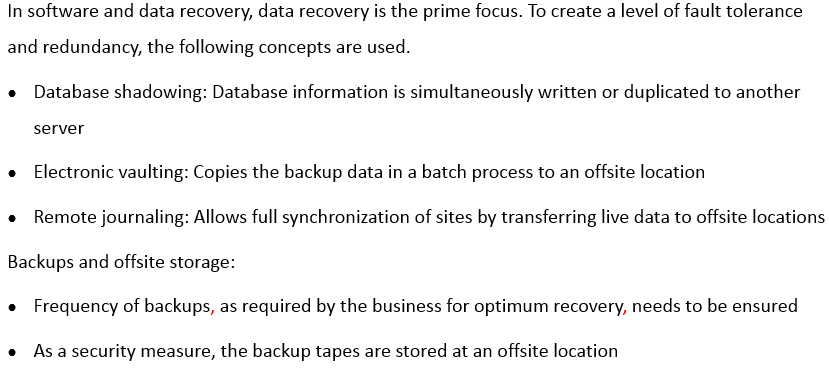 In software and data recovery, data recovery is the prime focus. To create a level of fault tolerance
and redundancy, the following concepts are used.
● Database shadowing: Database information is simultaneously written or duplicated to another
server
● Electronic vaulting: Copies the backup data in a batch process to an offsite location
● Remote journaling: Allows full synchronization of sites by transferring live data to offsite locations
Backups and offsite storage:
● Frequency of backups, as required by the business for optimum recovery, needs to be ensured
● As a security measure, the backup tapes are stored at an offsite location